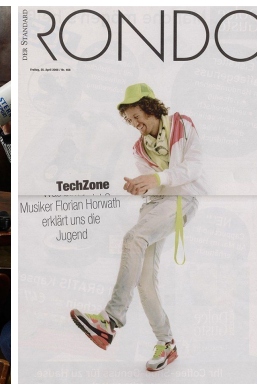 DER STANDARD
RONDO
TechZone
Musiker Florian Horwath
erklärt uns die
Jugend